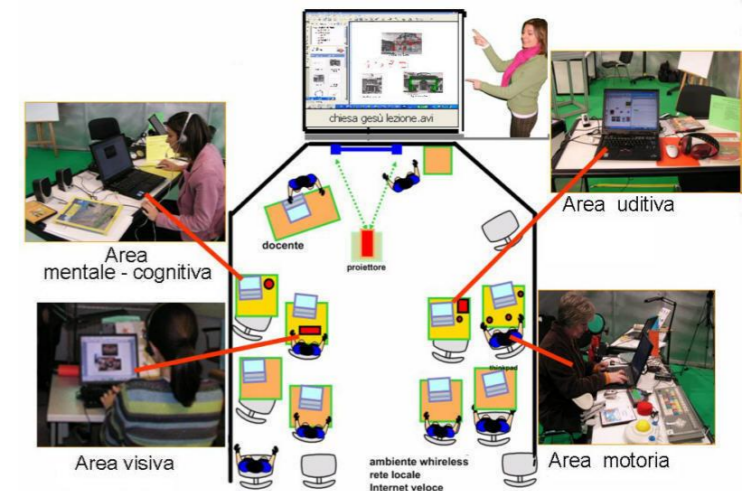 chiesa gesù lezione.avi
Area uditiva
docente
proiettore
Area
mentale - cognitiva
thinkpad
Area visiva
Area motoria
ambiente whireless
rete locale
Internet veloce